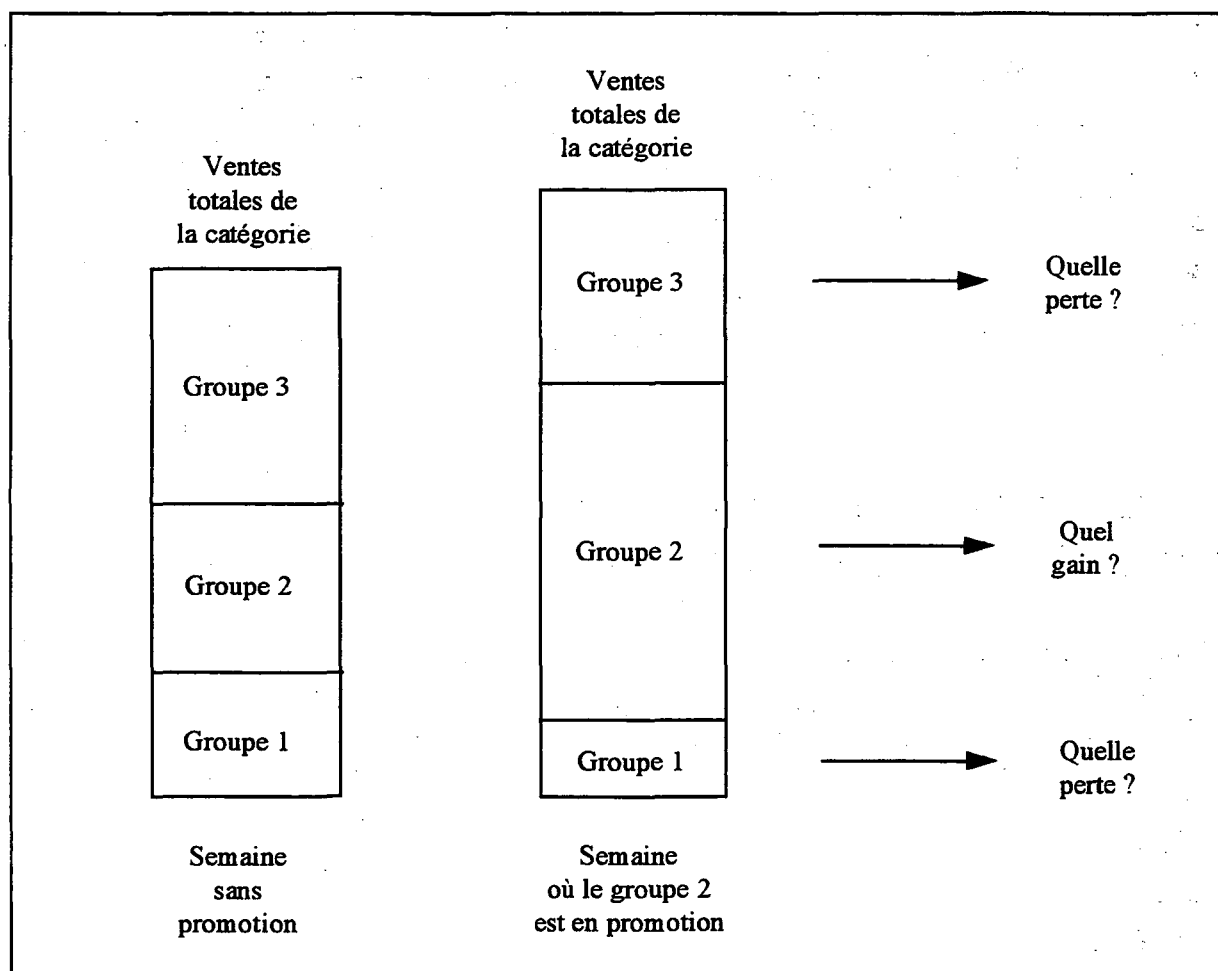 Ventes
totales de
la catégorie
Groupe 3
Groupe 2
Groupe 1
Semaine
sans
promotion
Ventes
totales de
la catégorie
Groupe 3
Groupe 2
Groupe 1
Semaine
où le groupe 2
est en promotion
Quelle
perte ?
Quel
gain ?
Quelle
perte ?